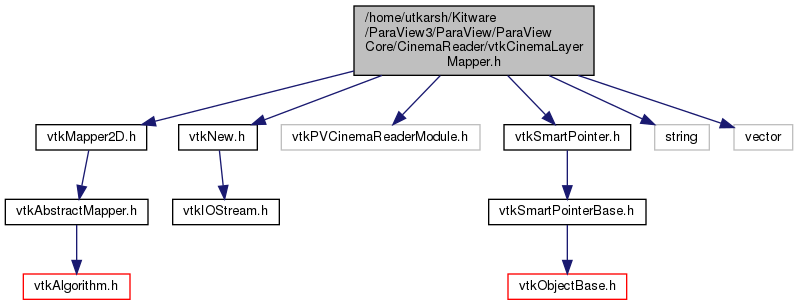 /home/utkarsh/Kitware
/ParaView3/ParaView/ParaView
Core/CinemaReader/vtkCinemaLayer
Mapper.h
vtkMapper2D.h
vtkNew.h
vtkPVCinemaReaderModule.h
vtkSmartPointer.h
string
vector
vtkAbstractMapper.h
vtkIOStream.h
vtkSmartPointerBase.h
vtkAlgorithm.h
vtkObjectBase.h